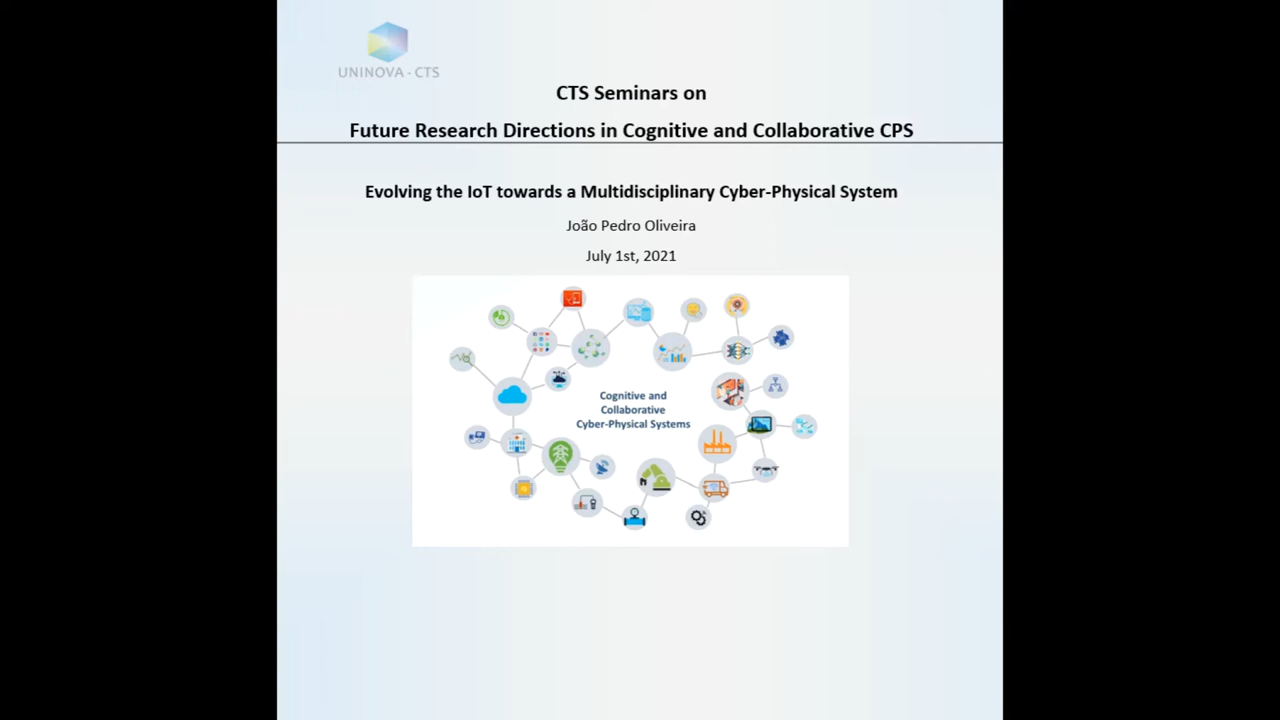 UNINOVA - CTS
CTS Seminars on
Future Research Directions in Cognitive and Collaborative CPS
Evolving the IoT towards a Multidisciplinary Cyber-Physical System
João Pedro Oliveira
July 1st, 2021
Cognitive and
Collaborative
Cyber-Physical Systems